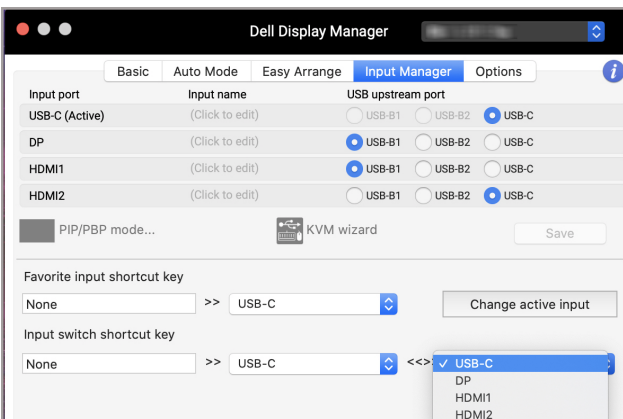 Dell Display Manager
Basic Auto Mode Easy Arrange Input Manager Options i
Input port Input name USB upstream port
USB-C (Active) (Click to edit) USB-B1 USB-B2 USB-C
DP (Click to edit) USB-B1 USB-B2 USB-C
HDMI1 (Click to edit) USB-B1 USB-B2 USB-C
HDMI2 (Click to edit) USB-B1 USB-B2 USB-C
PIP/PBP mode... KVM wizard Save
Favorite input shortcut key
None >> USB-C Change active input
Input switch shortcut key
None >> USB-C <<> ✓ USB-C
DP
HDMI1
HDMI2